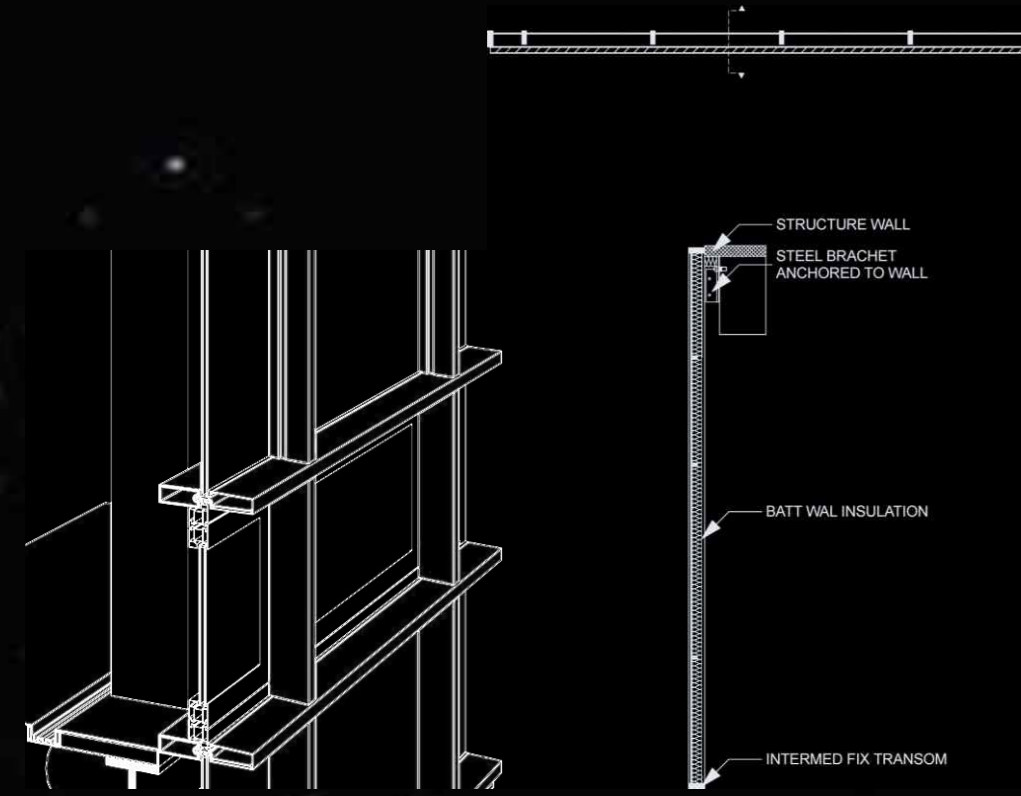 STRUCTURE WALL
STEEL BRACHET
ANCHORED TO WALL
BATT WAL INSULATION
INTERMED FIX TRANSOM